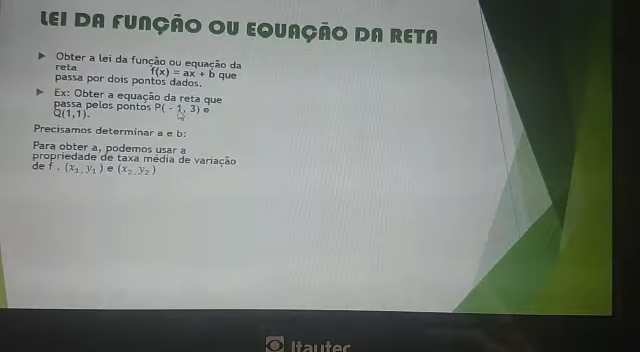 LEI DA FUNÇÃO OU EQUAÇÃO DA RETA
Obter a lei da função ou equação da
reta f(x) = ax + b que
passa por dois pontos dados.
Ex: Obter a equação da reta que
passa pelos pontos P( - 1, 3) e
Q(1,1).
Precisamos determinar a e b:
Para obter a, podemos usar a
propriedade de taxa média de variação
de f . (x₁, y₁ ) e (x₂, y₂ )
Itautec